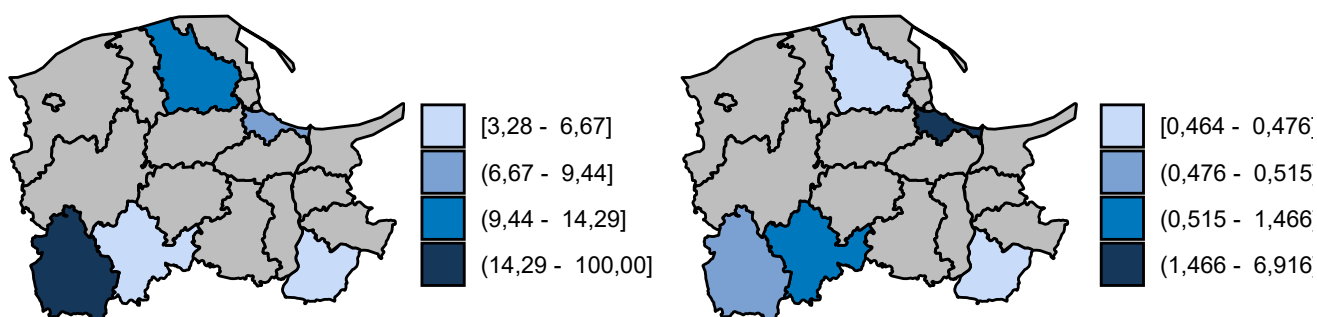 [3,28 - 6,67]
(6,67 - 9,44]
(9,44 - 14,29]
(14,29 - 100,00]
[0,464 - 0,476]
(0,476 - 0,515]
(0,515 - 1,466]
(1,466 - 6,916]